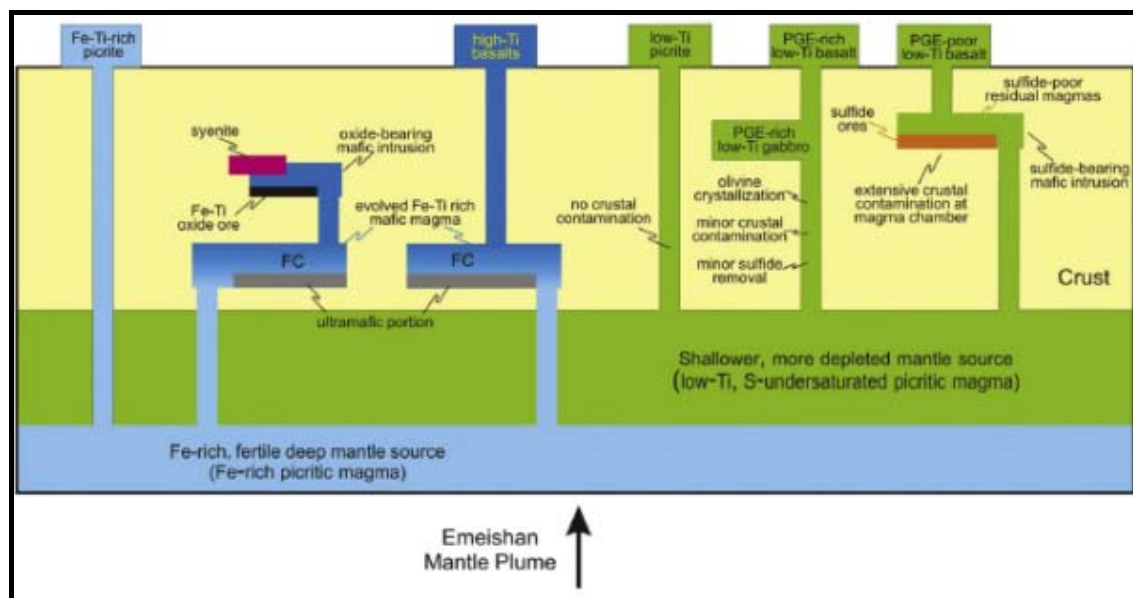 Fe-Ti-rich
picrite
high-Ti
basalts
low-Ti
picrite
PGE-rich
low-Ti basalt
PGE-poor
low-Ti basalt
syenite
oxide-bearing
mafic intrusion
Fe-Ti
oxide ore
evolved Fe-Ti rich
mafic magma
FC
FC
ultramafic portion
no crustal
contamination
PGE-rich
low-Ti gabbro
olivine
crystallization
minor crustal
contamination
minor sulfide
removal
sulfide-poor
residual magmas
sulfide
ores
extensive crustal
contamination at
magma chamber
sulfide-bearing
mafic intrusion
Crust
Shallower, more depleted mantle source
(low-Ti, S-undersaturated picritic magma)
Fe-rich, fertile deep mantle source
(Fe-rich picritic magma)
Emeishan
Mantle Plume